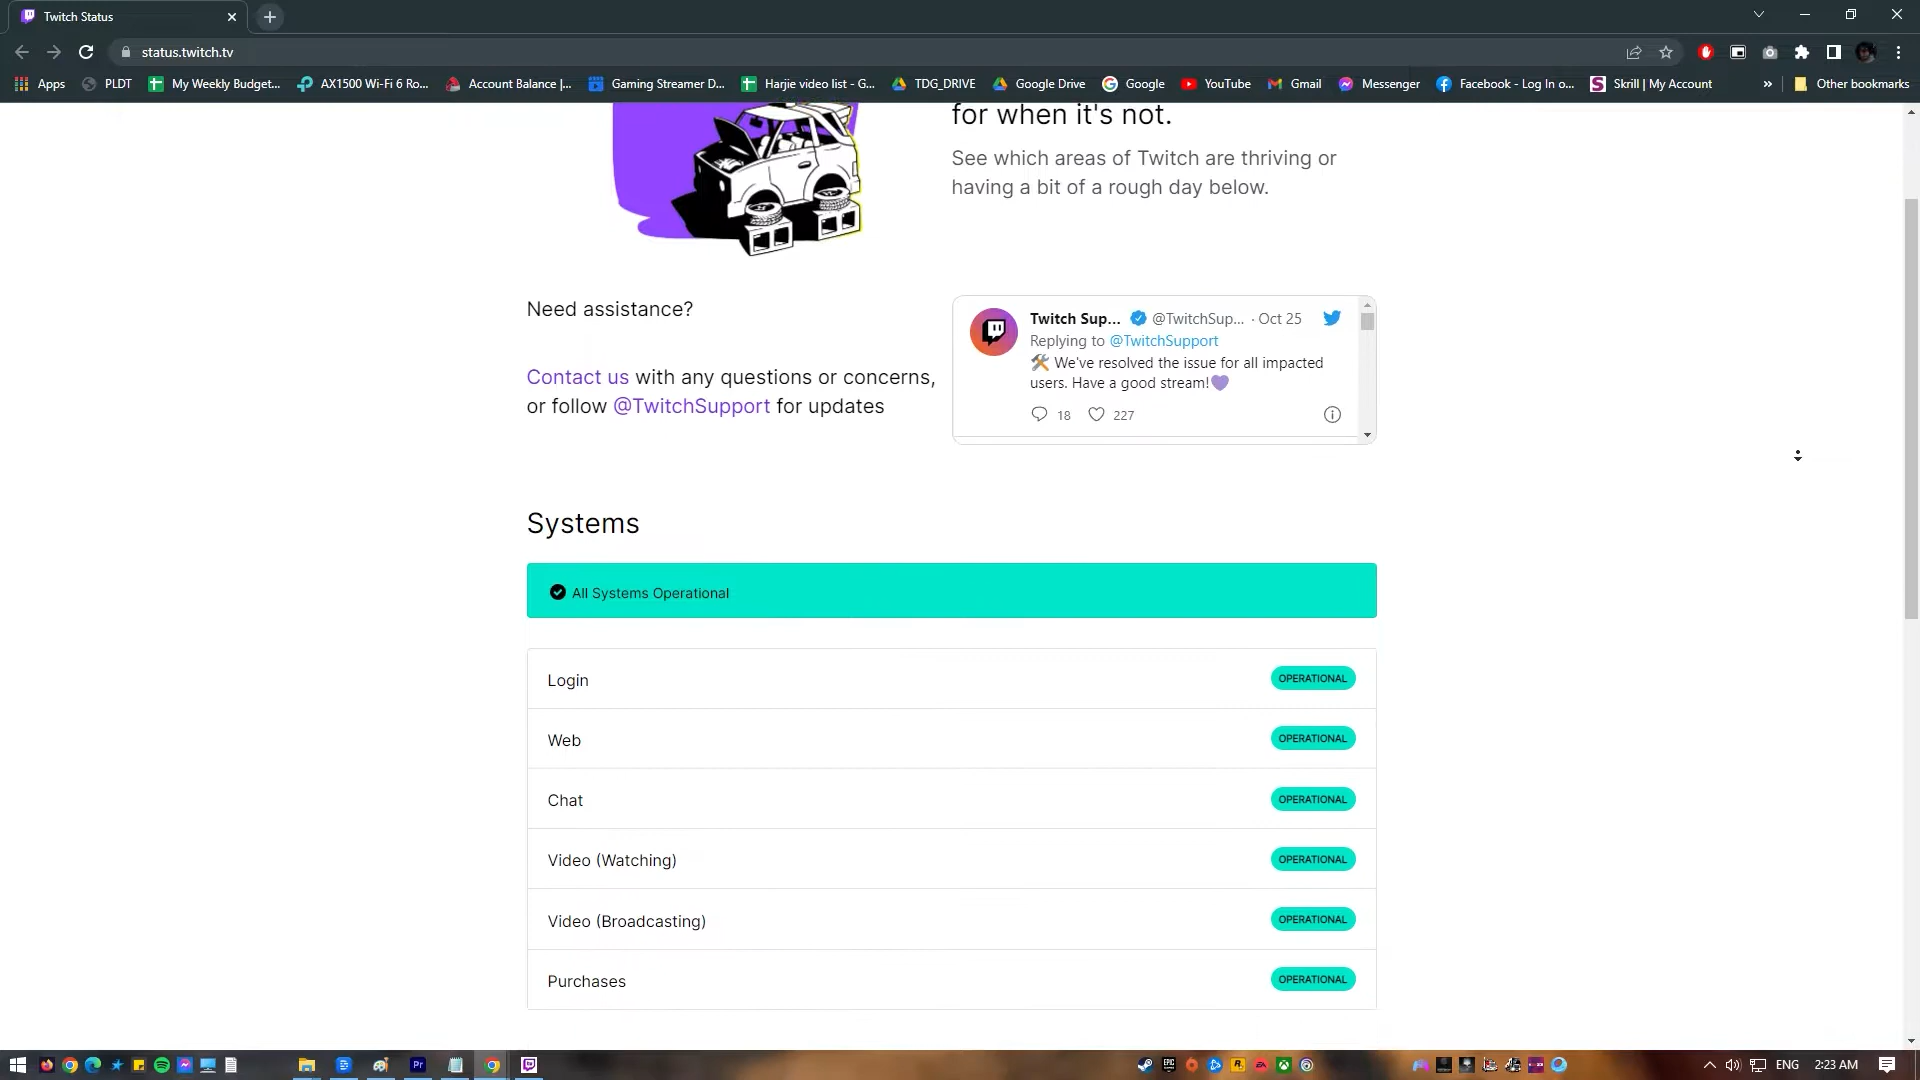 Twitch Status
status.twitch.tv
Apps PLDT My Weekly Budget... AX1500 Wi-Fi 6 Ro... Account Balance |... Gaming Streamer D... Harjie video list - G... TDG_DRIVE Google Drive Google YouTube Gmail Messenger Facebook - Log In o... Skrill | My Account » Other bookmarks
for when it's not.
See which areas of Twitch are thriving or
having a bit of a rough day below.
Need assistance?
Contact us with any questions or concerns,
or follow @TwitchSupport for updates
Twitch Sup... @TwitchSup... · Oct 25
Replying to @TwitchSupport
🛠️ We've resolved the issue for all impacted
users. Have a good stream!💜
18 227
Systems
All Systems Operational
Login OPERATIONAL
Web OPERATIONAL
Chat OPERATIONAL
Video (Watching) OPERATIONAL
Video (Broadcasting) OPERATIONAL
Purchases OPERATIONAL
Pr EPIC R EA ENG 2:23 AM